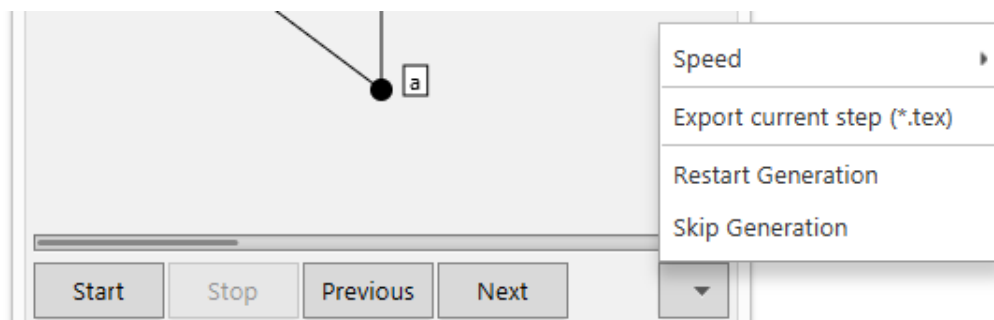 a
Speed
Export current step (*.tex)
Restart Generation
Skip Generation
Start Stop Previous Next